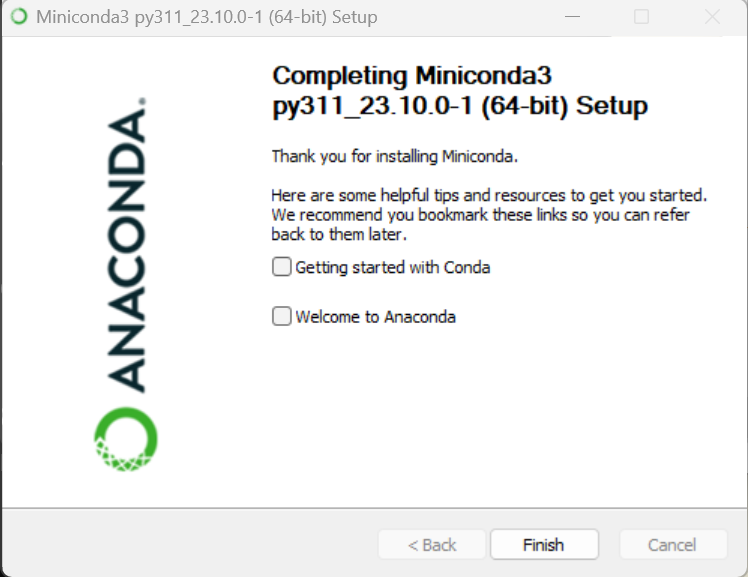 Miniconda3 py311_23.10.0-1 (64-bit) Setup
ANACONDA.
Completing Miniconda3
py311_23.10.0-1 (64-bit) Setup
Thank you for installing Miniconda.
Here are some helpful tips and resources to get you started.
We recommend you bookmark these links so you can refer
back to them later.
Getting started with Conda
Welcome to Anaconda
< Back
Finish
Cancel